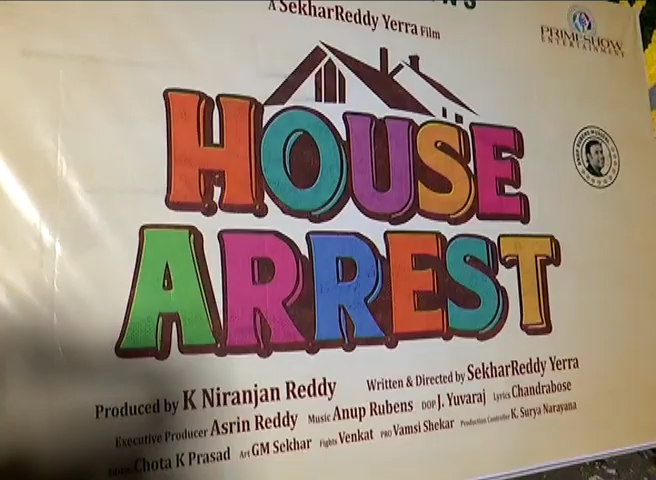 A SekharReddy Yerra Film
PRIMESHOW
ENTERTAINMENT
HOUSE
ARREST
Produced by K Niranjan Reddy Written & Directed by SekharReddy Yerra
Executive Producer Asrin Reddy Music Anup Rubens DOP J. Yuvaraj Lyrics Chandrabose
Chota K Prasad Art GM Sekhar Fights Venkat PRO Vamsi Shekar Production Controller K. Surya Narayana